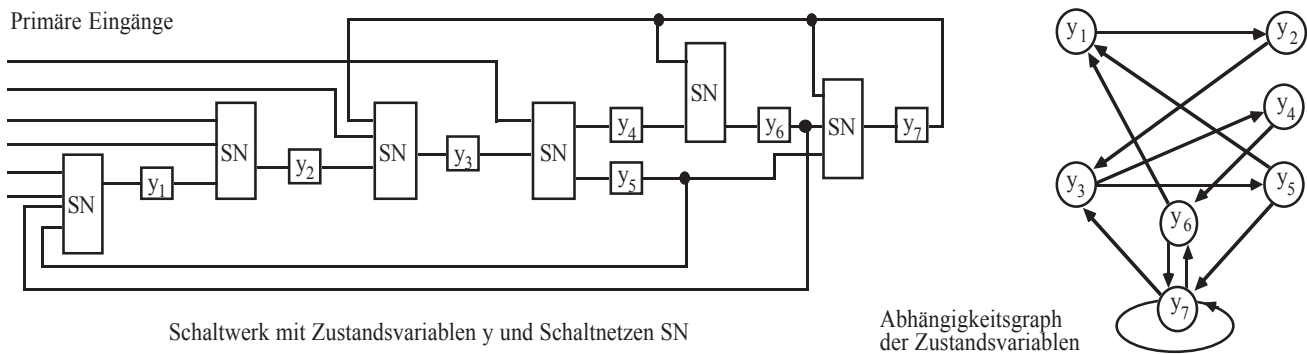 Primäre Eingänge
SN
y1
SN
y2
SN
y3
SN
y4
y5
SN
y6
SN
y7
Schaltwerk mit Zustandsvariablen y und Schaltnetzen SN
y1
y2
y4
y3
y5
y6
y7
Abhängigkeitsgraph
der Zustandsvariablen